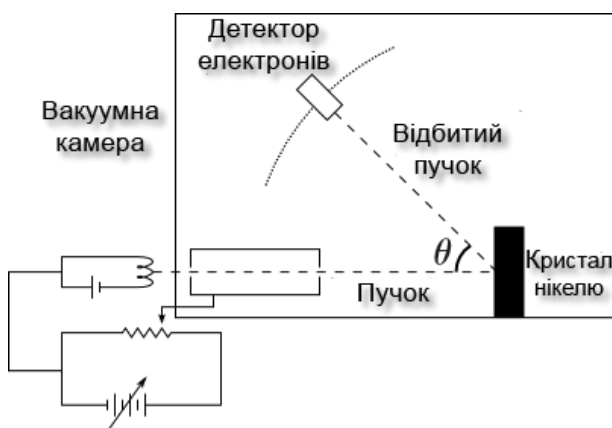 Детектор
електронів
Вакуумна
камера
Відбитий
пучок
θ
Кристал
нікелю
Пучок